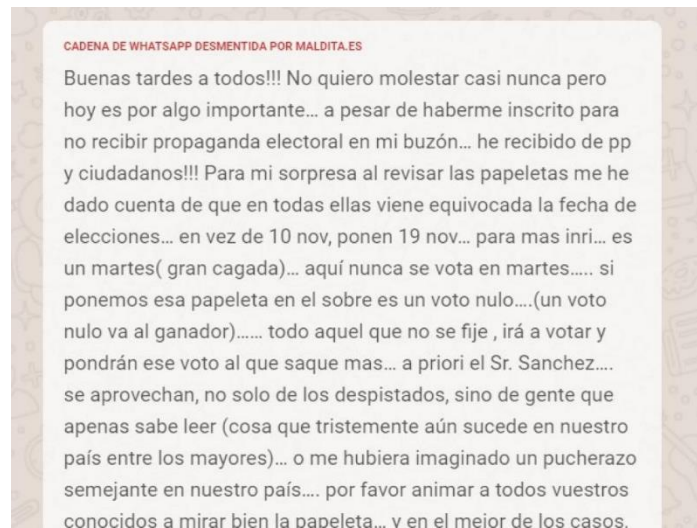 CADENA DE WHATSAPP DESMENTIDA POR MALDITA.ES
Buenas tardes a todos!!! No quiero molestar casi nunca pero
hoy es por algo importante... a pesar de haberme inscrito para
no recibir propaganda electoral en mi buzón... he recibido de pp
y ciudadanos!!! Para mi sorpresa al revisar las papeletas me he
dado cuenta de que en todas ellas viene equivocada la fecha de
elecciones... en vez de 10 nov, ponen 19 nov... para mas inri... es
un martes( gran cagada)... aquí nunca se vota en martes..... si
ponemos esa papeleta en el sobre es un voto nulo....(un voto
nulo va al ganador)...... todo aquel que no se fije , irá a votar y
pondrán ese voto al que saque mas... a priori el Sr. Sanchez....
se aprovechan, no solo de los despistados, sino de gente que
apenas sabe leer (cosa que tristemente aún sucede en nuestro
país entre los mayores)... o me hubiera imaginado un pucherazo
semejante en nuestro país.... por favor animar a todos vuestros
conocidos a mirar bien la papeleta... y en el mejor de los casos,